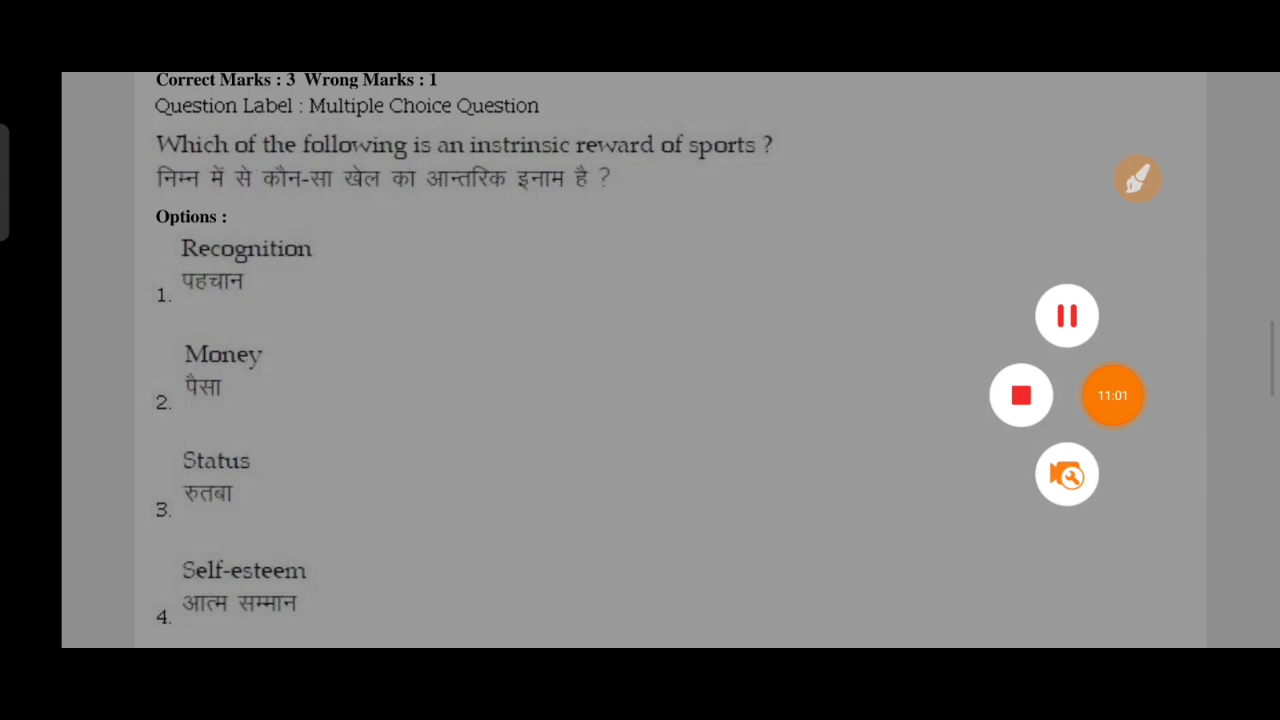 Correct Marks : 3 Wrong Marks : 1
Question Label : Multiple Choice Question
Which of the following is an instrinsic reward of sports ?
निम्न में से कौन-सा खेल का आन्तरिक इनाम है ?
Options :
Recognition
पहचान
1.
Money
पैसा
2.
Status
रुतबा
3.
Self-esteem
आत्म सम्मान
4.
11:01